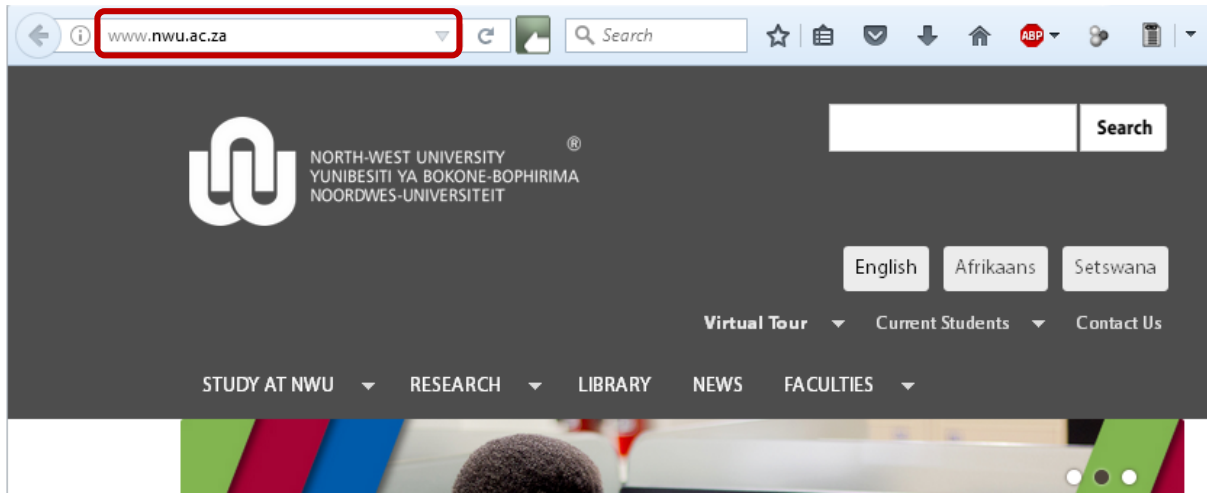 www.nwu.ac.za
Search
ABP
Search
®
NORTH-WEST UNIVERSITY
YUNIBESITI YA BOKONE-BOPHIRIMA
NOORDWES-UNIVERSITEIT
English Afrikaans Setswana
Virtual Tour Current Students Contact Us
STUDY AT NWU RESEARCH LIBRARY NEWS FACULTIES